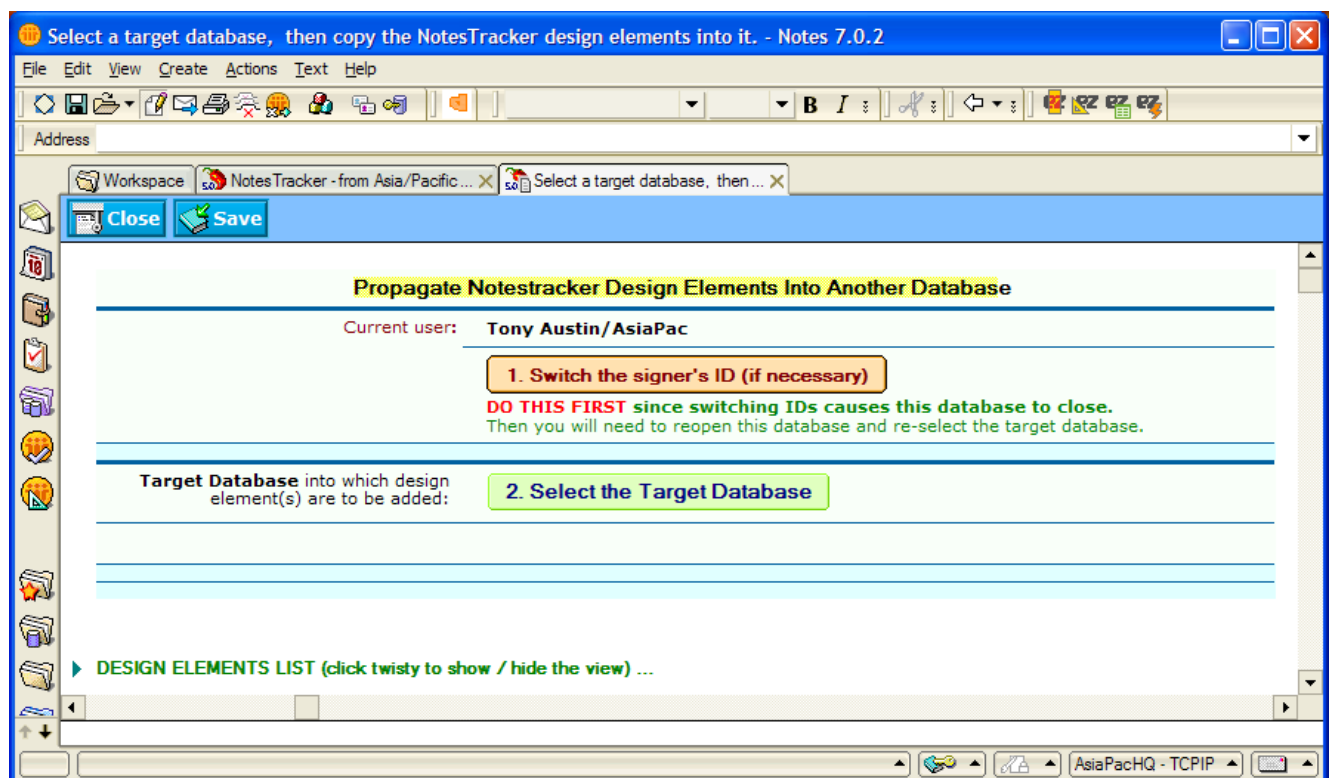 Select a target database, then copy the NotesTracker design elements into it. - Notes 7.0.2
File Edit View Create Actions Text Help
B I
Address
Workspace NotesTracker - from Asia/Pacific... Select a target database, then...
Close Save
Propagate Notestracker Design Elements Into Another Database
Current user: Tony Austin/AsiaPac
1. Switch the signer's ID (if necessary)
DO THIS FIRST since switching IDs causes this database to close.
Then you will need to reopen this database and re-select the target database.
Target Database into which design
element(s) are to be added:
2. Select the Target Database
DESIGN ELEMENTS LIST (click twisty to show / hide the view) ...
AsiaPacHQ - TCPIP